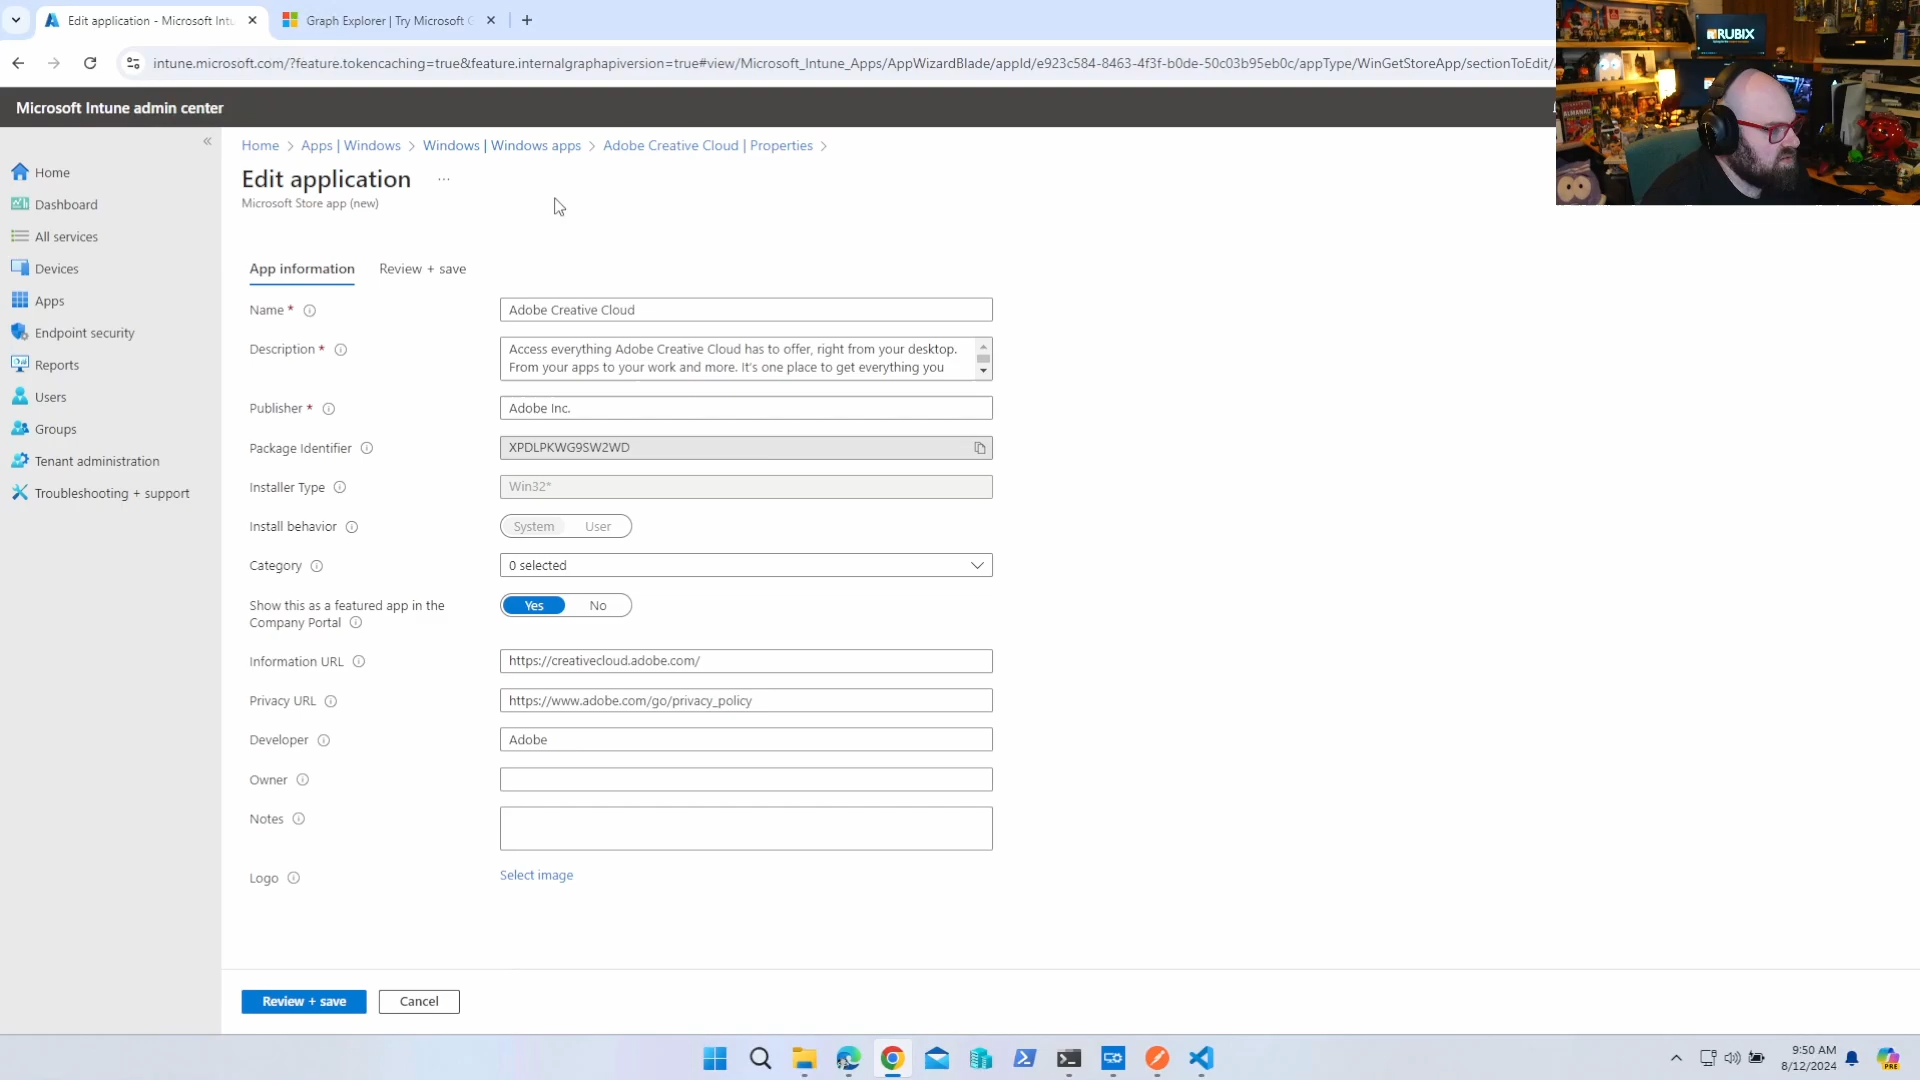 Edit application - Microsoft Intu
Graph Explorer | Try Microsoft G
intune.microsoft.com/?feature.tokencaching=true&feature.internalgraphapiversion=true#view/Microsoft_Intune_Apps/AppWizardBlade/appId/e923c584-8463-4f3f-b0de-50c03b95eb0c/appType/WinGetStoreApp/sectionToEdit/
RUBIX
Microsoft Intune admin center
Home
Dashboard
All services
Devices
Apps
Endpoint security
Reports
Users
Groups
Tenant administration
Troubleshooting + support
Home > Apps | Windows > Windows | Windows apps > Adobe Creative Cloud | Properties >
Edit application ...
Microsoft Store app (new)
App information Review + save
Name * Adobe Creative Cloud
Description * Access everything Adobe Creative Cloud has to offer, right from your desktop.
From your apps to your work and more. It's one place to get everything you
Publisher * Adobe Inc.
Package Identifier XPDLPKWG9SW2WD
Installer Type Win32*
Install behavior System User
Category 0 selected
Show this as a featured app in the
Company Portal Yes No
Information URL https://creativecloud.adobe.com/
Privacy URL https://www.adobe.com/go/privacy_policy
Developer Adobe
Owner
Notes
Logo Select image
Review + save Cancel
9:50 AM
8/12/2024
PRE